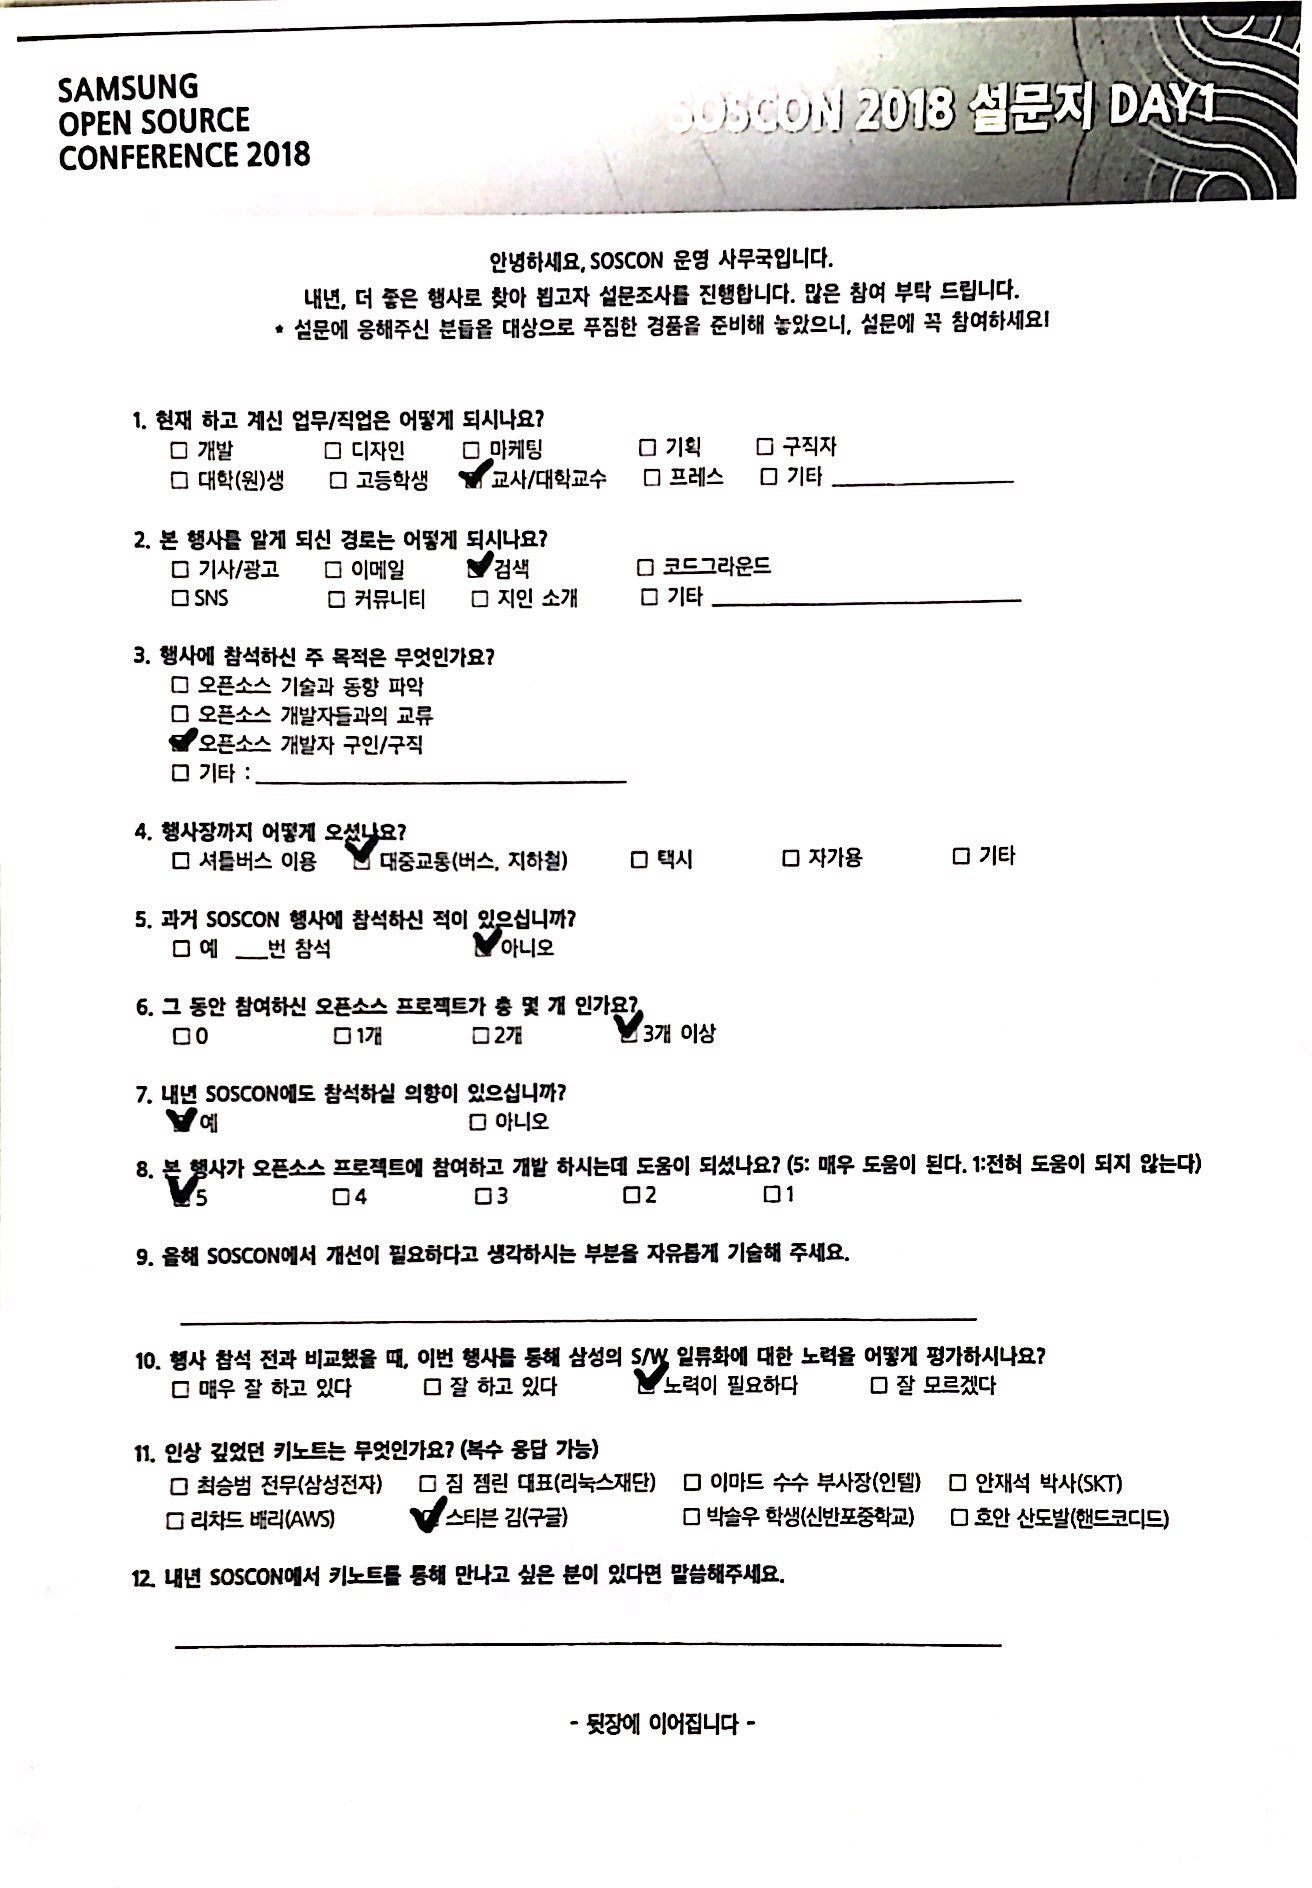 SAMSUNG
OPEN SOURCE
CONFERENCE 2018
SOSCON 2018 설문지 DAY1
안녕하세요, SOSCON 운영 사무국입니다.
내년, 더 좋은 행사로 찾아 뵙고자 설문조사를 진행합니다. 많은 참여 부탁 드립니다.
* 설문에 응해주신 분들을 대상으로 푸짐한 경품을 준비해 놓았으니, 설문에 꼭 참여하세요!
1. 현재 하고 계신 업무/직업은 어떻게 되시나요?
☐ 개발 ☐ 디자인 ☐ 마케팅 ☐ 기획 ☐ 구직자
☐ 대학(원)생 ☐ 고등학생 ☑ 교사/대학교수 ☐ 프레스 ☐ 기타 ____
2. 본 행사를 알게 되신 경로는 어떻게 되시나요?
☐ 기사/광고 ☐ 이메일 ☑ 검색 ☐ 코드그라운드
☐ SNS ☐ 커뮤니티 ☐ 지인 소개 ☐ 기타 ____
3. 행사에 참석하신 주 목적은 무엇인가요?
☐ 오픈소스 기술과 동향 파악
☐ 오픈소스 개발자들과의 교류
☑ 오픈소스 개발자 구인/구직
☐ 기타 : ____
4. 행사장까지 어떻게 오셨나요?
☐ 셔틀버스 이용 ☑ 대중교통(버스, 지하철) ☐ 택시 ☐ 자가용 ☐ 기타
5. 과거 SOSCON 행사에 참석하신 적이 있으십니까?
☐ 예 ___번 참석 ☑ 아니오
6. 그 동안 참여하신 오픈소스 프로젝트가 총 몇 개 인가요?
☐ 0 ☐ 1개 ☐ 2개 ☑ 3개 이상
7. 내년 SOSCON에도 참석하실 의향이 있으십니까?
☑ 예 ☐ 아니오
8. 본 행사가 오픈소스 프로젝트에 참여하고 개발 하시는데 도움이 되셨나요? (5: 매우 도움이 된다. 1:전혀 도움이 되지 않는다)
☑ 5 ☐ 4 ☐ 3 ☐ 2 ☐ 1
9. 올해 SOSCON에서 개선이 필요하다고 생각하시는 부분을 자유롭게 기술해 주세요.
10. 행사 참석 전과 비교했을 때, 이번 행사를 통해 삼성의 S/W 일류화에 대한 노력을 어떻게 평가하시나요?
☐ 매우 잘 하고 있다 ☐ 잘 하고 있다 ☑ 노력이 필요하다 ☐ 잘 모르겠다
11. 인상 깊었던 키노트는 무엇인가요? (복수 응답 가능)
☐ 최승범 전무(삼성전자) ☐ 짐 젬린 대표(리눅스재단) ☐ 이마드 수수 부사장(인텔) ☐ 안재석 박사(SKT)
☐ 리차드 배리(AWS) ☑ 스티븐 김(구글) ☐ 박슬우 학생(신반포중학교) ☐ 호안 산도발(핸드코디드)
12. 내년 SOSCON에서 키노트를 통해 만나고 싶은 분이 있다면 말씀해주세요.
- 뒷장에 이어집니다 -